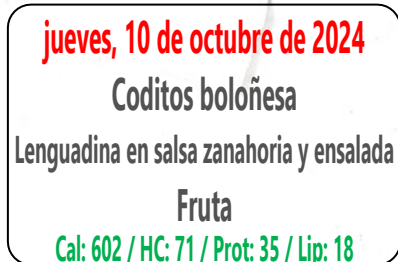 jueves, 10 de octubre de 2024
Coditos boloñesa
Lenguadina en salsa zanahoria y ensalada
Fruta
Cal: 602 / HC: 71 / Prot: 35 / Lip: 18